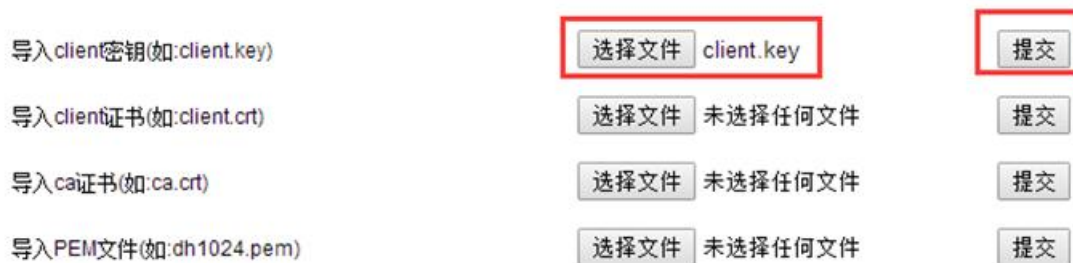 导入client密钥(如:client.key) 选择文件 client.key 提交
导入client证书(如:client.crt) 选择文件 未选择任何文件 提交
导入ca证书(如:ca.crt) 选择文件 未选择任何文件 提交
导入PEM文件(如:dh1024.pem) 选择文件 未选择任何文件 提交